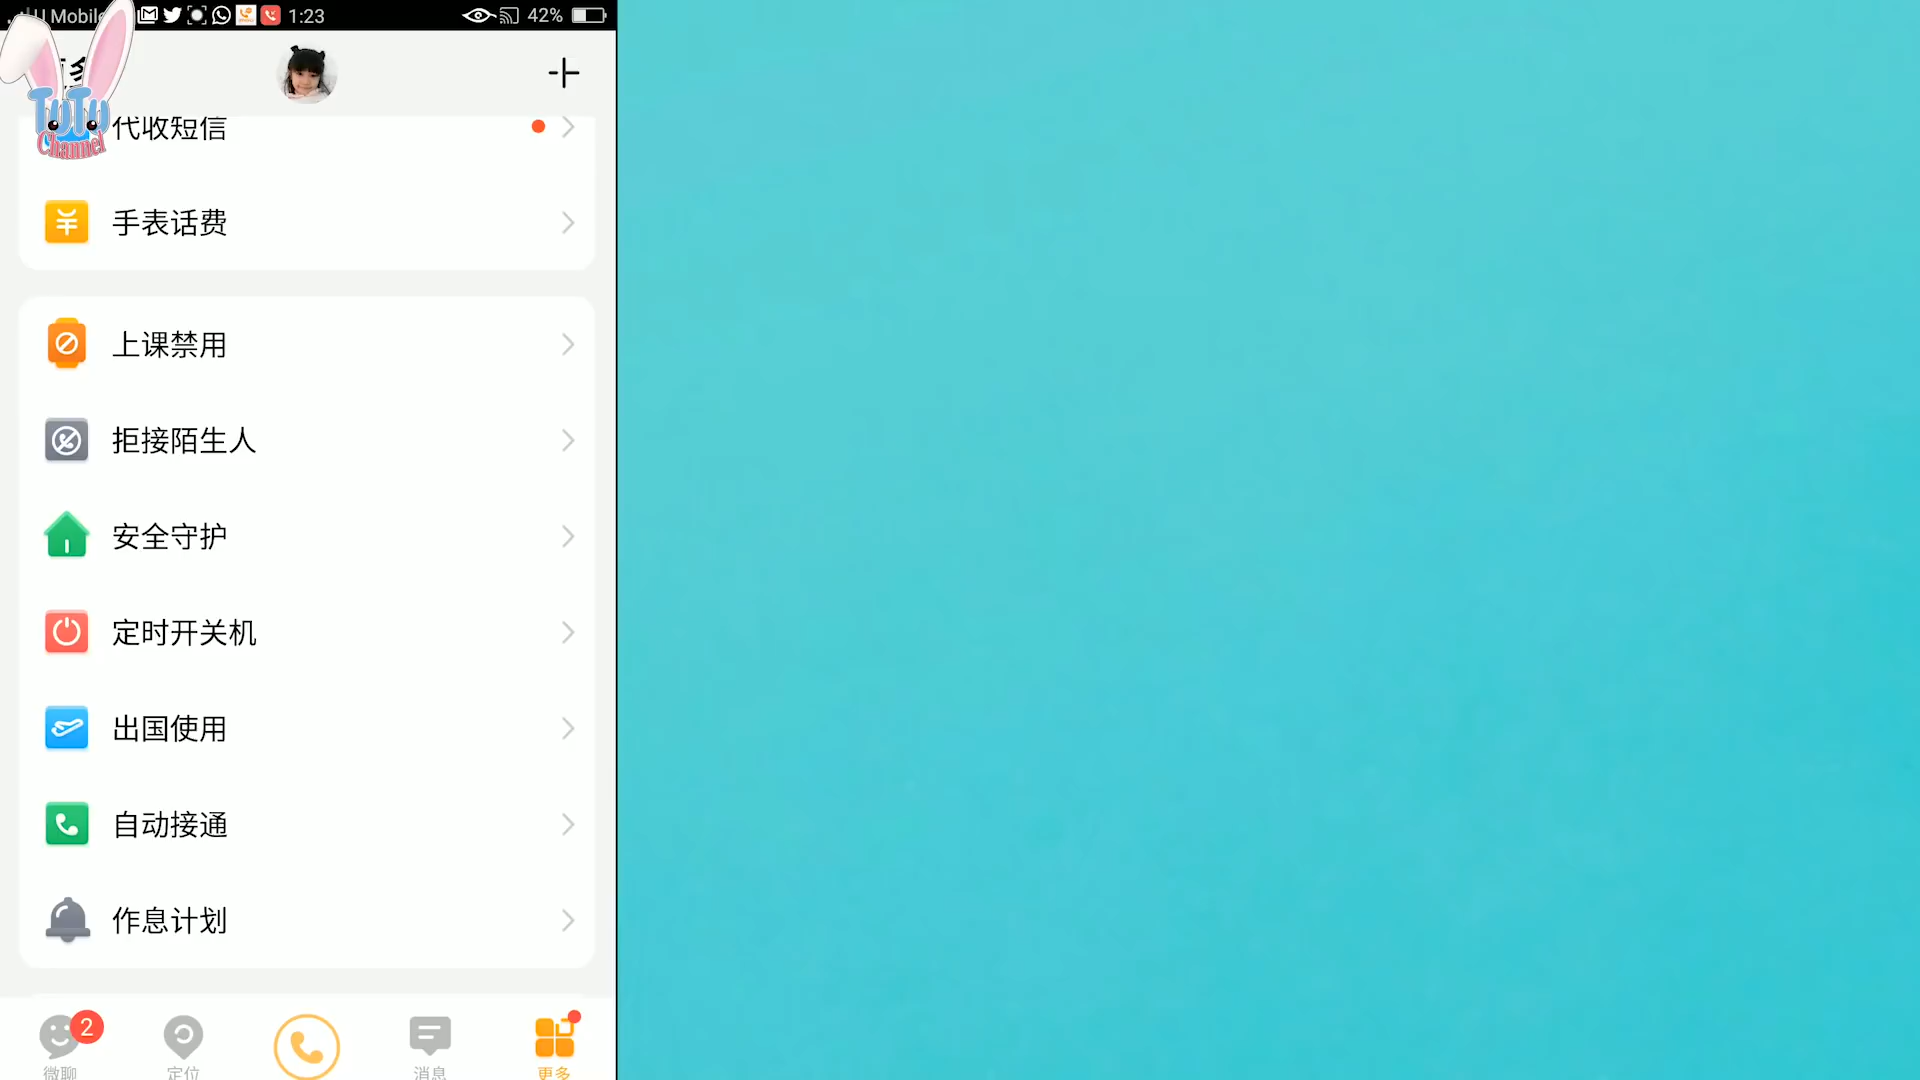 U Mobile
1:23
42%
TuTu
Channel
代收短信
手表话费
上课禁用
拒接陌生人
安全守护
定时开关机
出国使用
自动接通
作息计划
2
微聊
定位
消息
更多